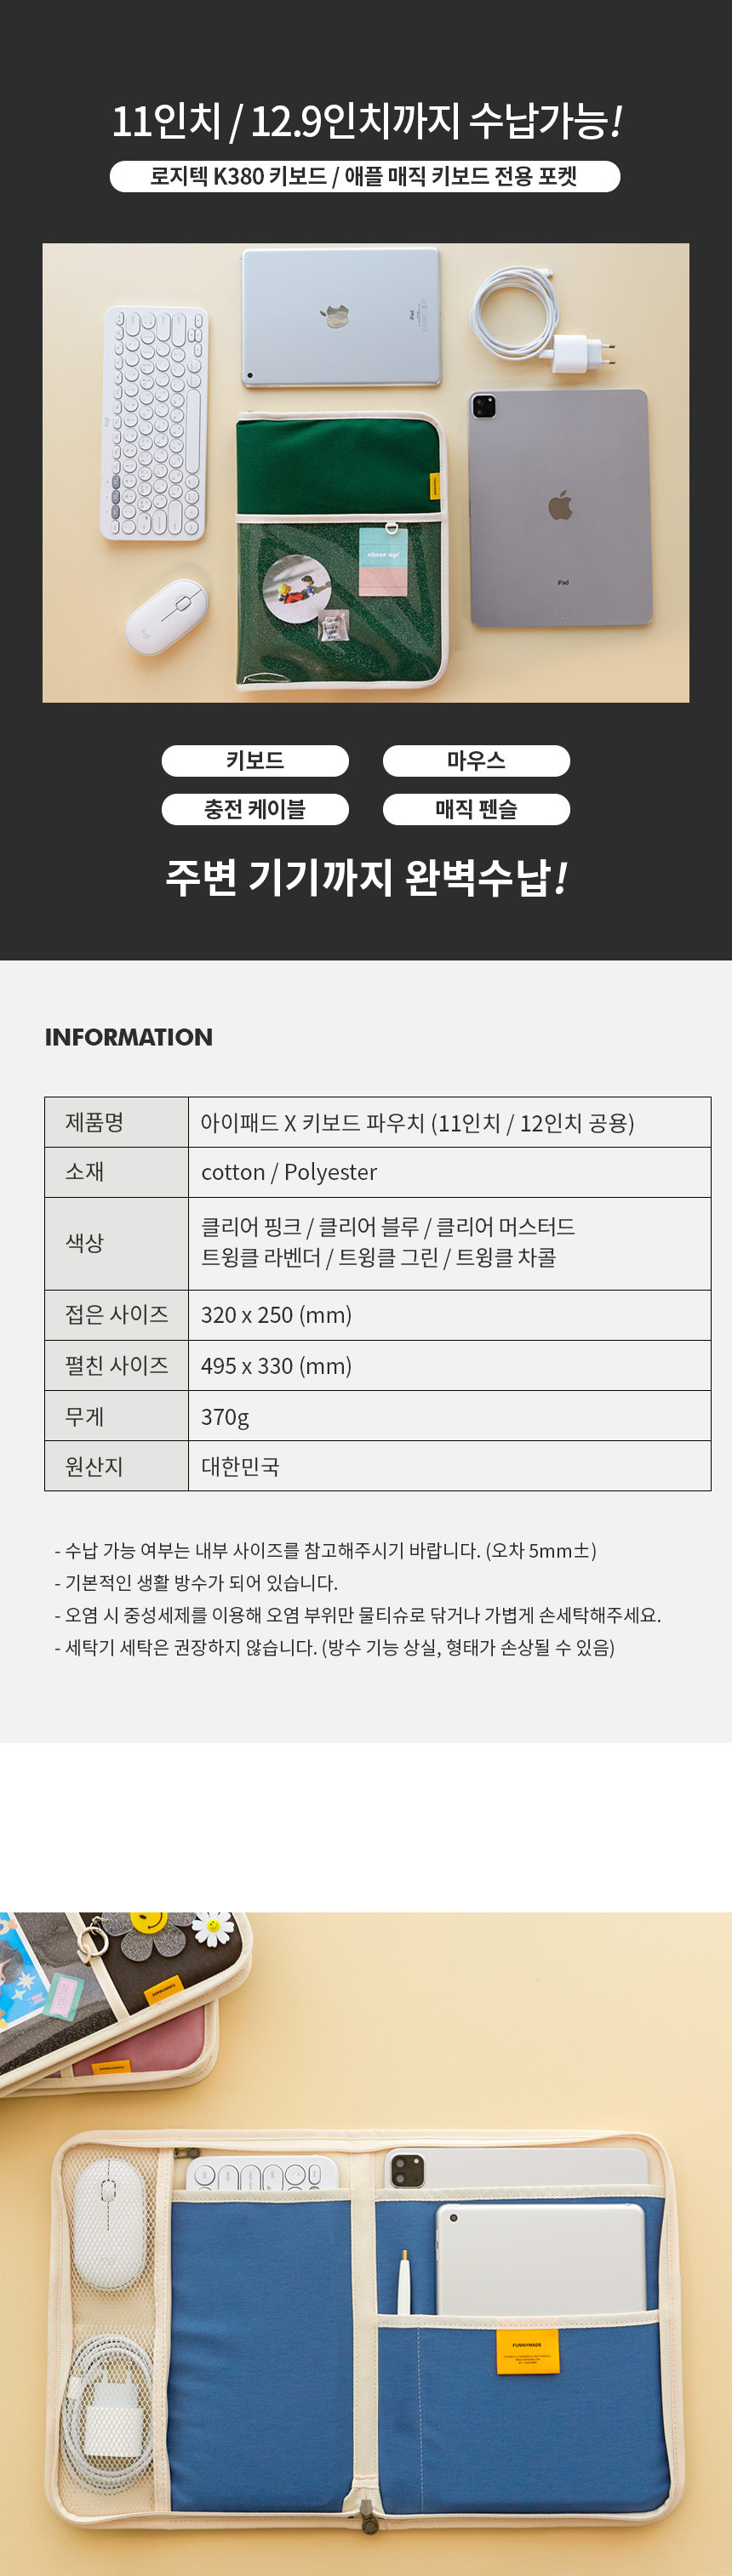 11인치 / 12.9인치까지 수납가능!
로지텍 K380 키보드 / 애플 매직 키보드 전용 포켓
iPad
cheer up!
iPad
키보드
마우스
충전 케이블
매직 펜슬
주변 기기까지 완벽수납!
INFORMATION
제품명
아이패드 X 키보드 파우치 (11인치 / 12인치 공용)
소재
cotton / Polyester
색상
클리어 핑크 / 클리어 블루 / 클리어 머스터드
트윙클 라벤더 / 트윙클 그린 / 트윙클 차콜
접은 사이즈
320 x 250 (mm)
펼친 사이즈
495 x 330 (mm)
무게
370g
원산지
대한민국
- 수납 가능 여부는 내부 사이즈를 참고해주시기 바랍니다. (오차 5mm±)
- 기본적인 생활 방수가 되어 있습니다.
- 오염 시 중성세제를 이용해 오염 부위만 물티슈로 닦거나 가볍게 손세탁해주세요.
- 세탁기 세탁은 권장하지 않습니다. (방수 기능 상실, 형태가 손상될 수 있음)
FUNNYMADE